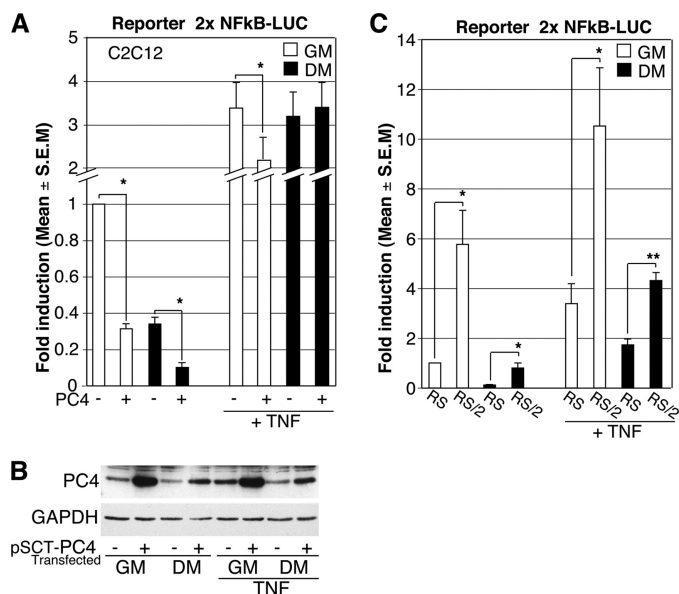 A
Reporter 2x NFkB-LUC
C2C12
GM
DM
Fold induction (Mean ± S.E.M)
5
4
3
2
1
0.8
0.6
0.4
0.2
0
*
*
*
PC4
- + - + - + - +
+ TNF
C
Reporter 2x NFkB-LUC
GM
DM
Fold induction (Mean ± S.E.M)
14
12
10
8
6
4
2
0
*
*
*
**
RS RS/2 RS RS/2 RS RS/2 RS RS/2
+ TNF
B
PC4
GAPDH
pSCT-PC4 - + - + - + - +
Transfected
GM DM GM DM
TNF